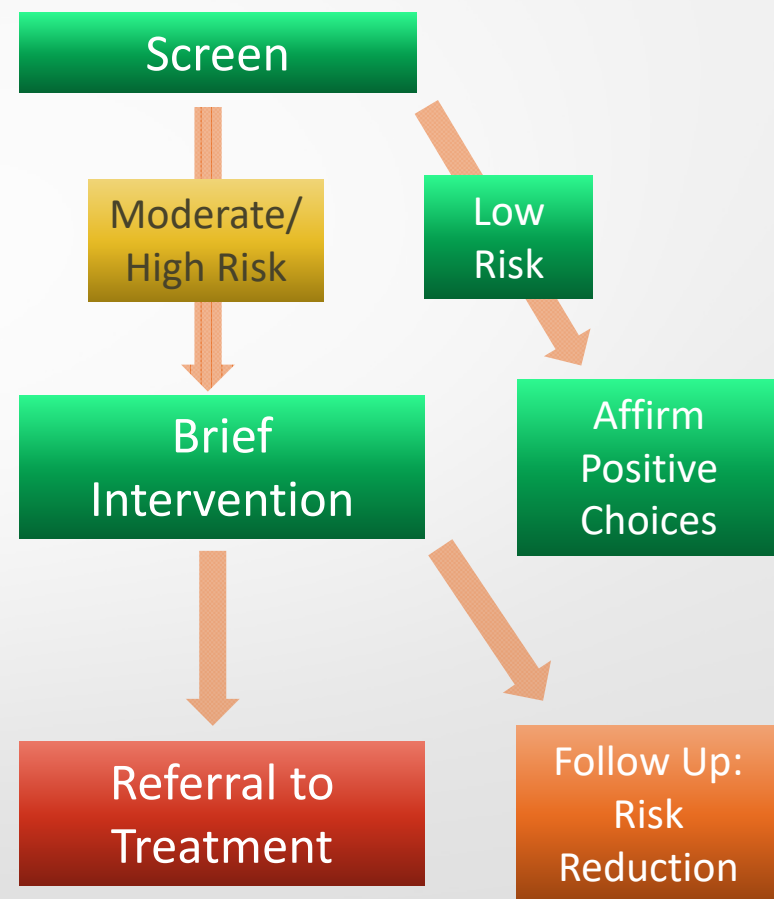 Screen
Moderate/
High Risk
Low
Risk
Brief
Intervention
Affirm
Positive
Choices
Referral to
Treatment
Follow Up:
Risk
Reduction